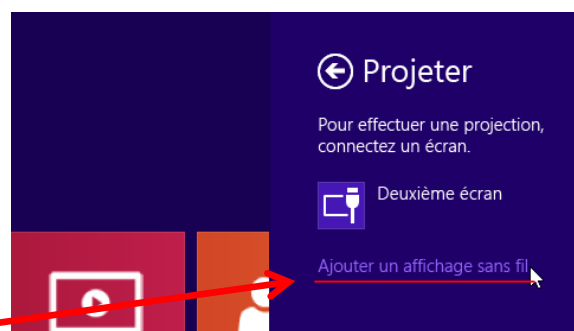 Projeter
Pour effectuer une projection,
connectez un écran.
Deuxième écran
Ajouter un affichage sans fil